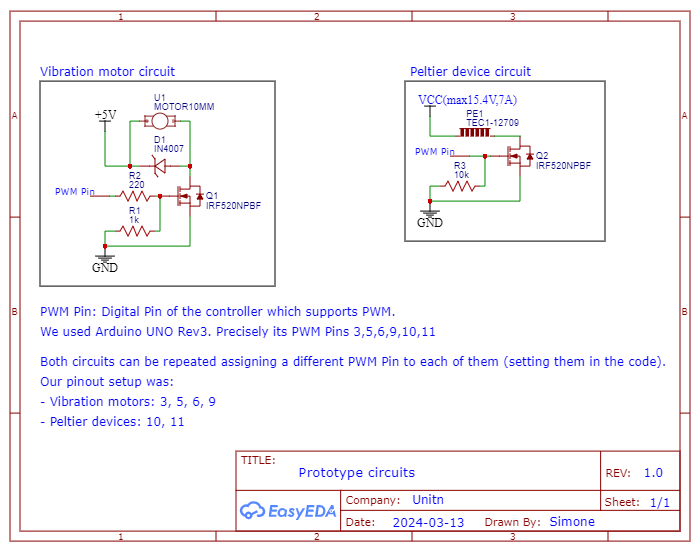 1 2 3
A A
B B
Vibration motor circuit
+5V
U1
MOTOR10MM
D1
IN4007
R2
220
PWM Pin
Q1
IRF520NPBF
R1
1k
GND
Peltier device circuit
VCC(max15.4V,7A)
PE1
TEC1-12709
PWM Pin
Q2
IRF520NPBF
R3
10k
GND
PWM Pin: Digital Pin of the controller which supports PWM.
We used Arduino UNO Rev3. Precisely its PWM Pins 3,5,6,9,10,11
Both circuits can be repeated assigning a different PWM Pin to each of them (setting them in the code).
Our pinout setup was:
- Vibration motors: 3, 5, 6, 9
- Peltier devices: 10, 11
TITLE:
Prototype circuits
REV: 1.0
EasyEDA
Company: Unitn
Sheet: 1/1
Date: 2024-03-13 Drawn By: Simone
1 2 3